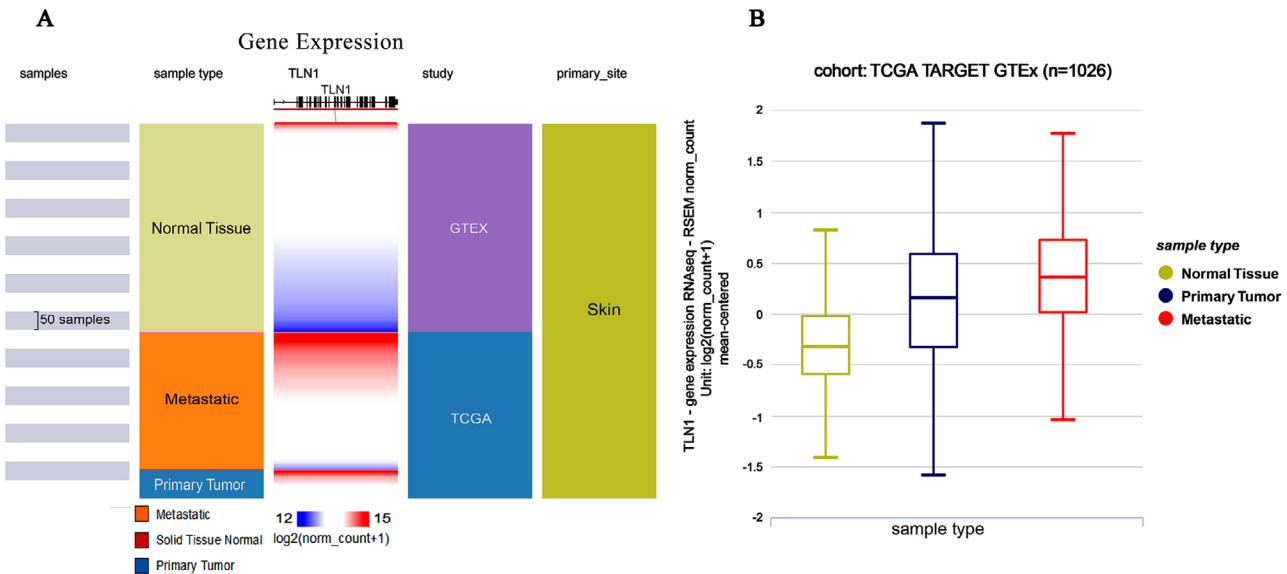 A
Gene Expression
samples
sample type
TLN1
study
primary_site
TLN1
Normal Tissue
GTEX
Skin
50 samples
Metastatic
TCGA
Primary Tumor
Metastatic
Solid Tissue Normal
Primary Tumor
12
15
log2(norm_count+1)
B
cohort: TCGA TARGET GTEx (n=1026)
TLN1 - gene expression RNAseq - RSEM norm_count
Unit: log2(norm_count+1)
mean-centered
2
1.5
1
0.5
0
-0.5
-1
-1.5
-2
sample type
sample type
Normal Tissue
Primary Tumor
Metastatic